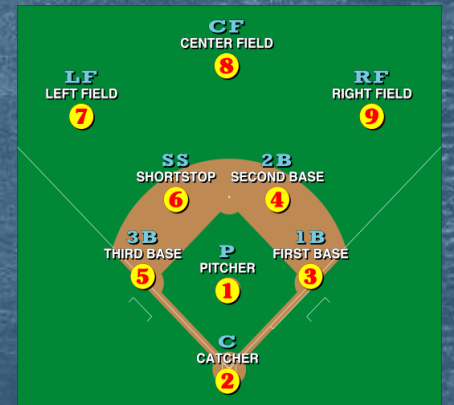 CF
CENTER FIELD
8
LF
LEFT FIELD
7
RF
RIGHT FIELD
9
SS
SHORTSTOP
6
2B
SECOND BASE
4
3B
THIRD BASE
5
P
PITCHER
1
1B
FIRST BASE
3
C
CATCHER
2